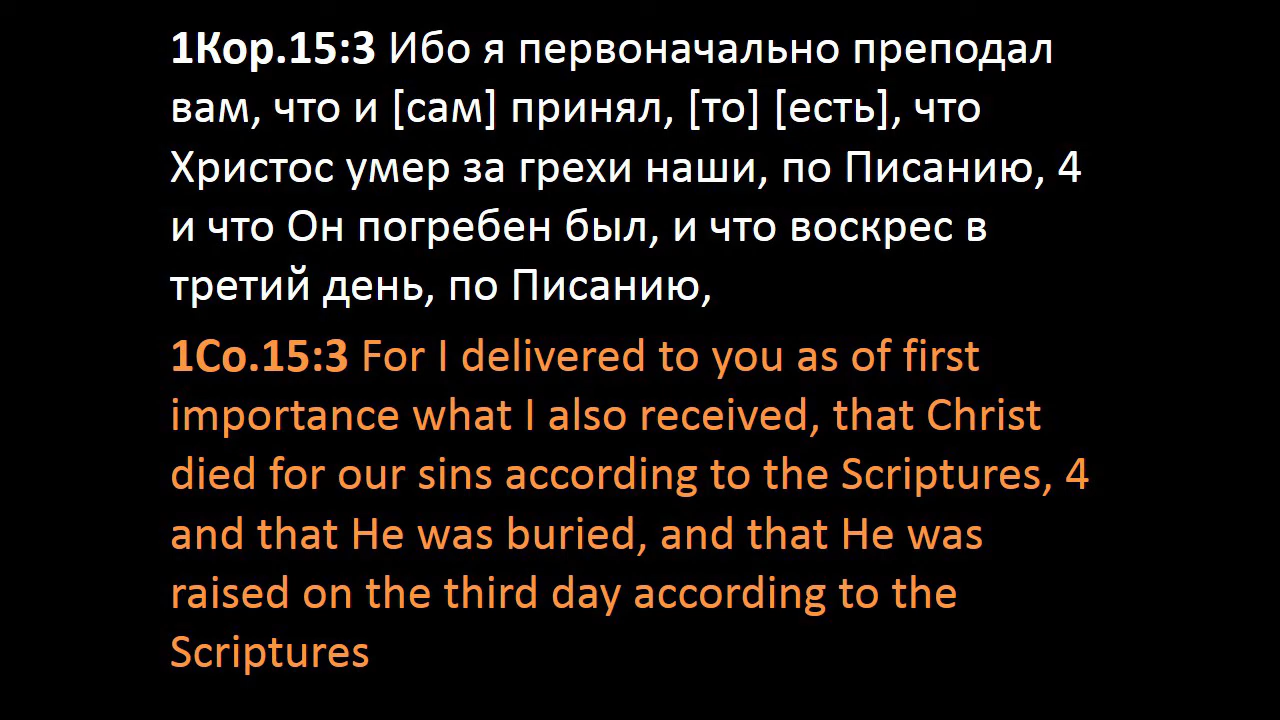 1Кор.15:3 Ибо я первоначально преподал
вам, что и [сам] принял, [то] [есть], что
Христос умер за грехи наши, по Писанию, 4
и что Он погребен был, и что воскрес в
третий день, по Писанию,
1Co.15:3 For I delivered to you as of first
importance what I also received, that Christ
died for our sins according to the Scriptures, 4
and that He was buried, and that He was
raised on the third day according to the
Scriptures